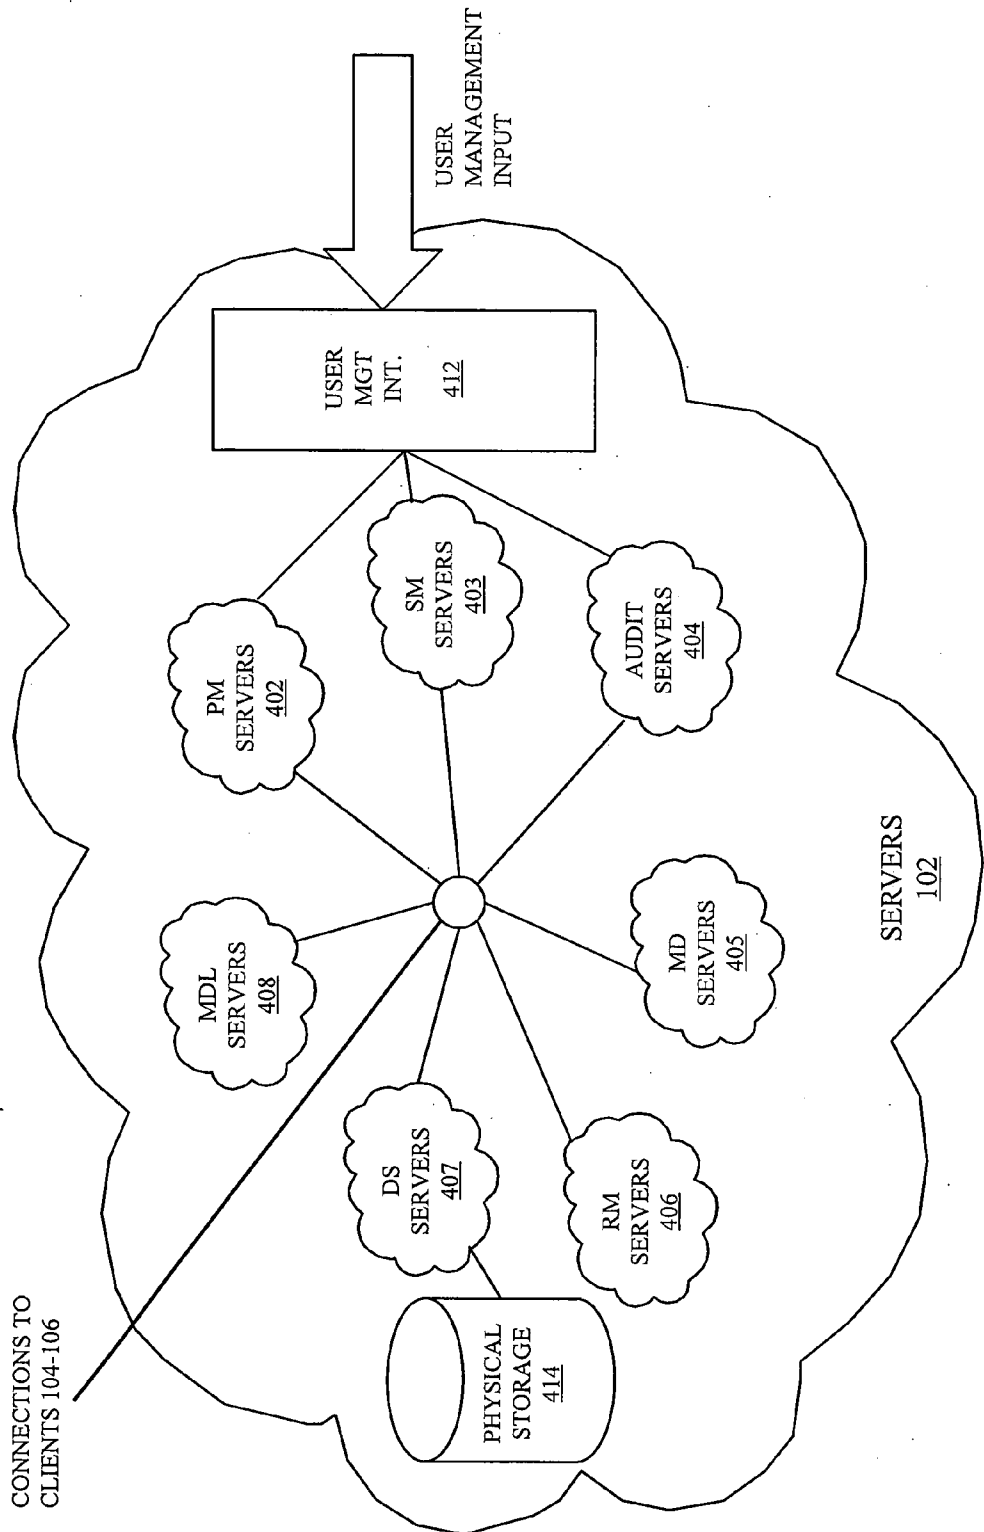 CONNECTIONS TO
CLIENTS 104-106
PHYSICAL
STORAGE
414
DS
SERVERS
407
RM
SERVERS
406
MDL
SERVERS
408
MD
SERVERS
405
PM
SERVERS
402
SM
SERVERS
403
AUDIT
SERVERS
404
USER
MGT
INT.
412
USER
MANAGEMENT
INPUT
SERVERS
102